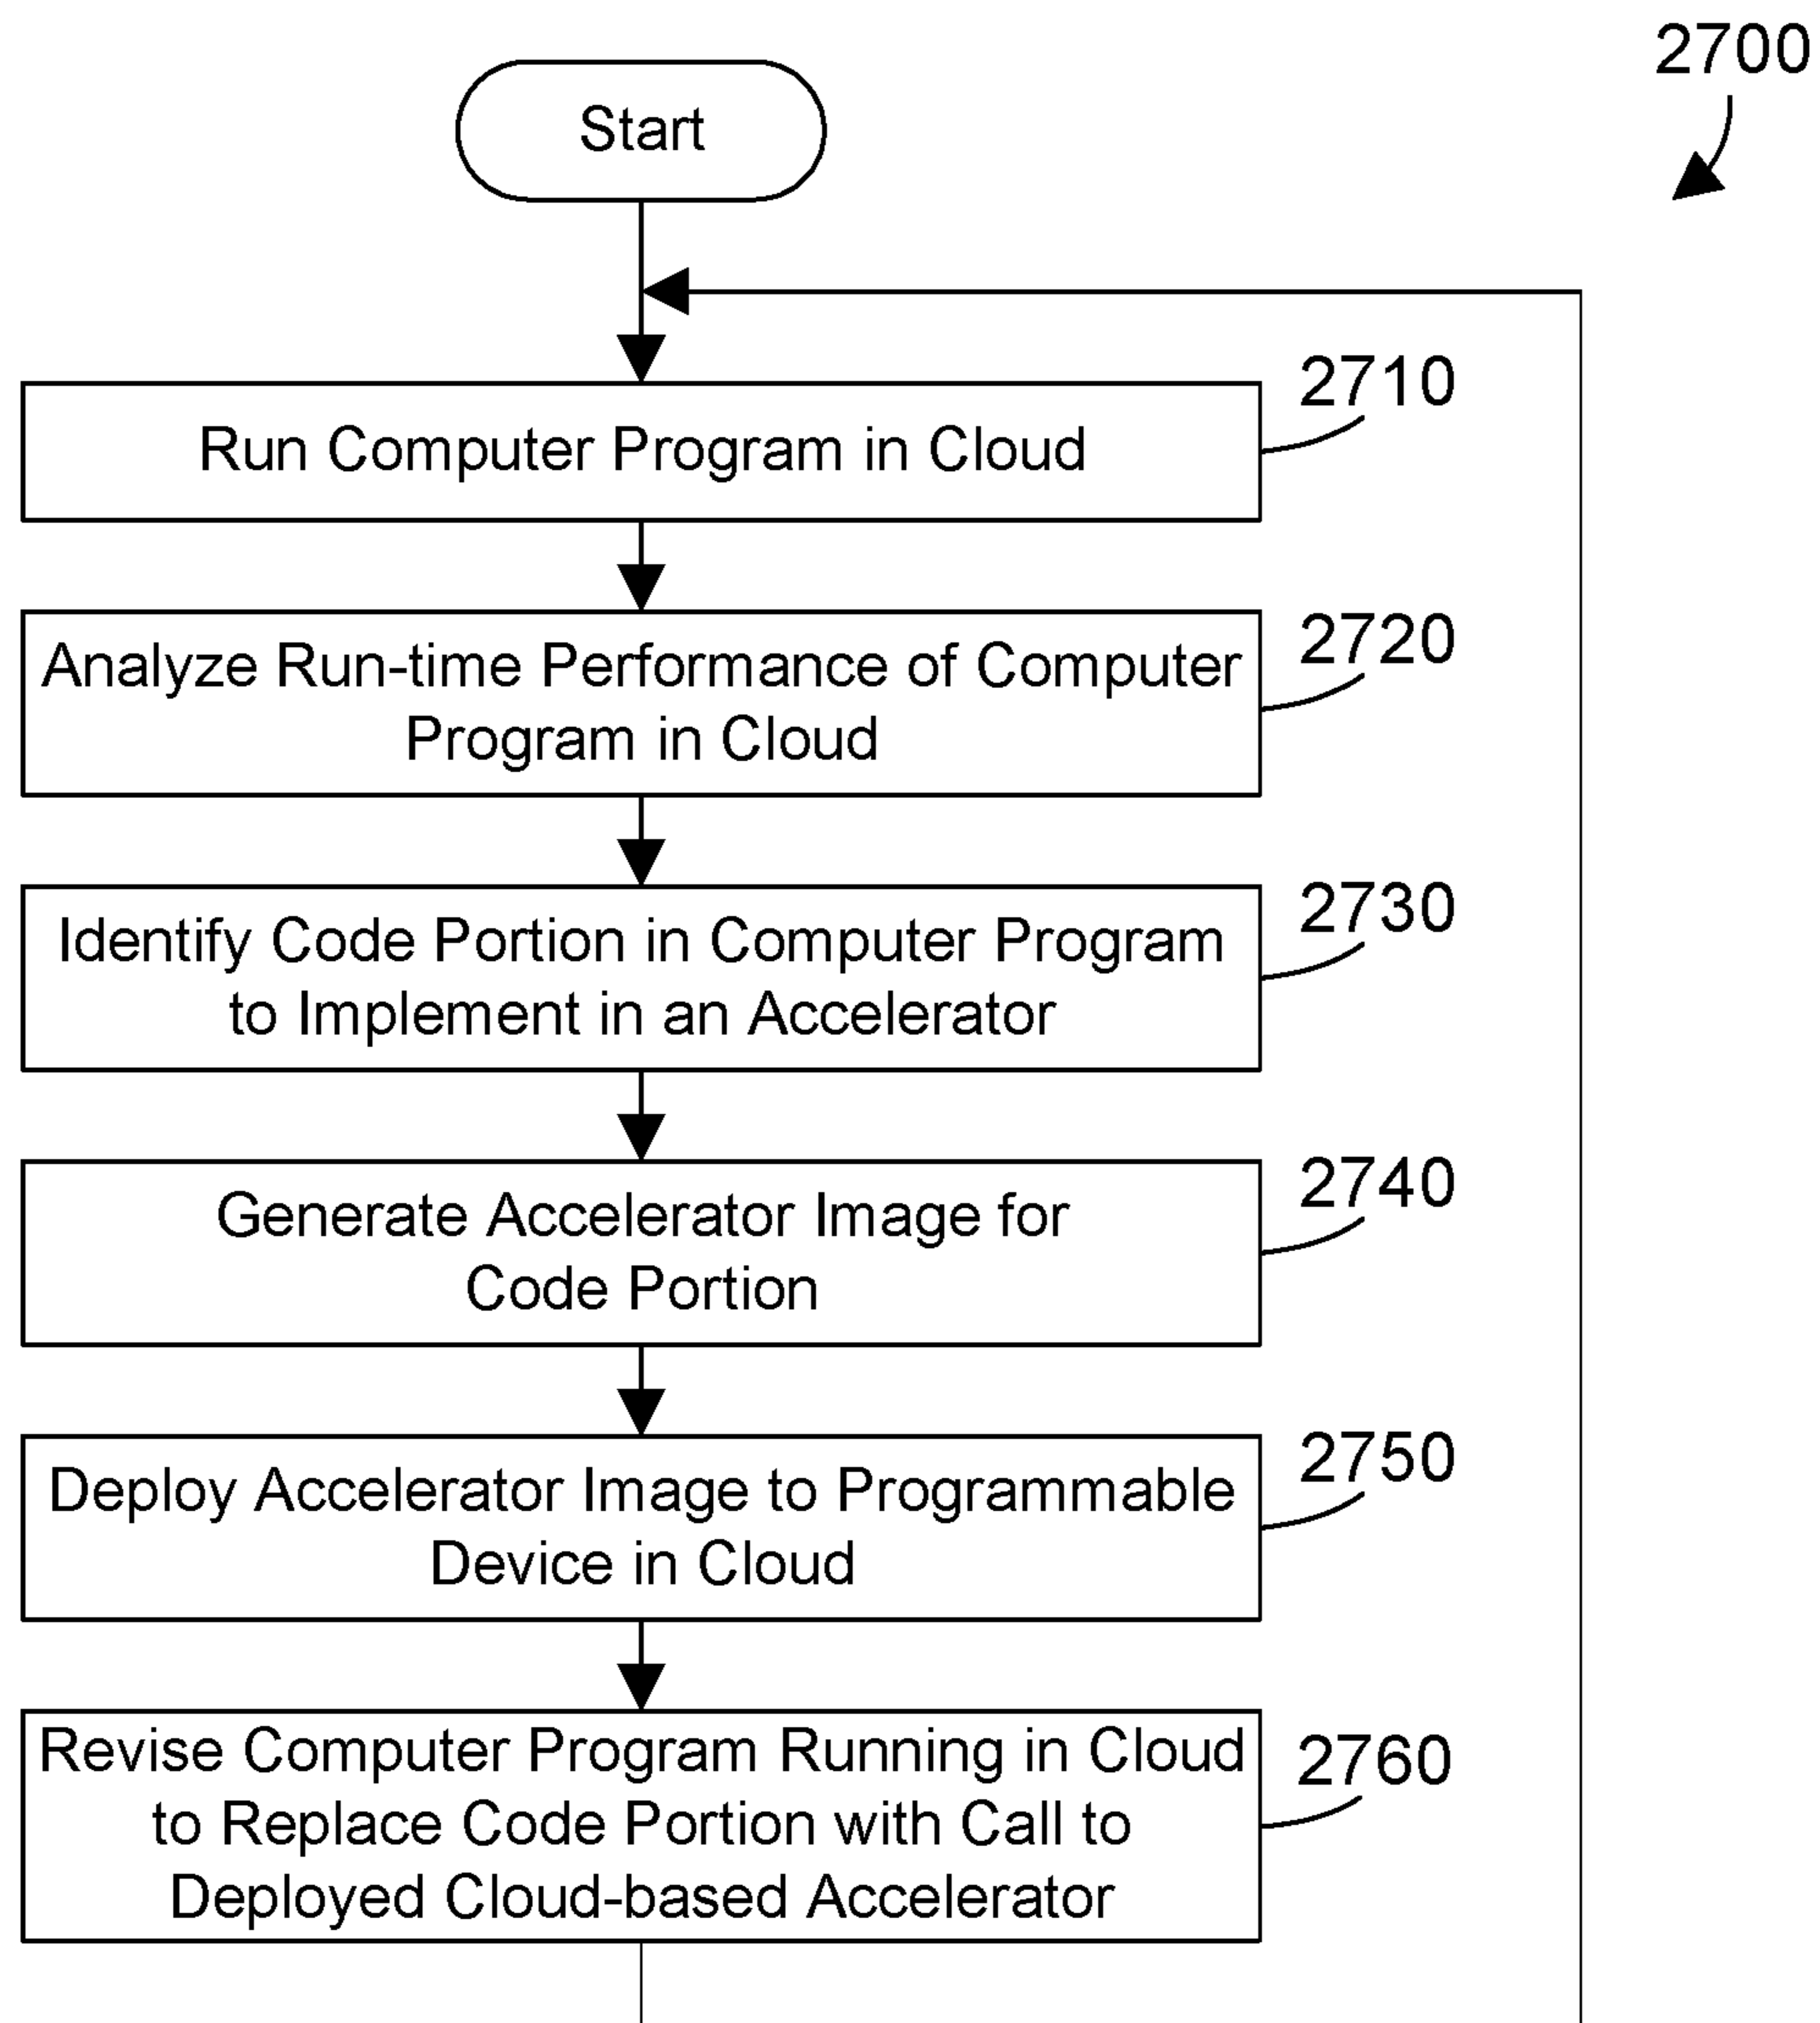 2700
Start
2710
Run Computer Program in Cloud
2720
Analyze Run-time Performance of Computer
Program in Cloud
2730
Identify Code Portion in Computer Program
to Implement in an Accelerator
2740
Generate Accelerator Image for
Code Portion
2750
Deploy Accelerator Image to Programmable
Device in Cloud
2760
Revise Computer Program Running in Cloud
to Replace Code Portion with Call to
Deployed Cloud-based Accelerator